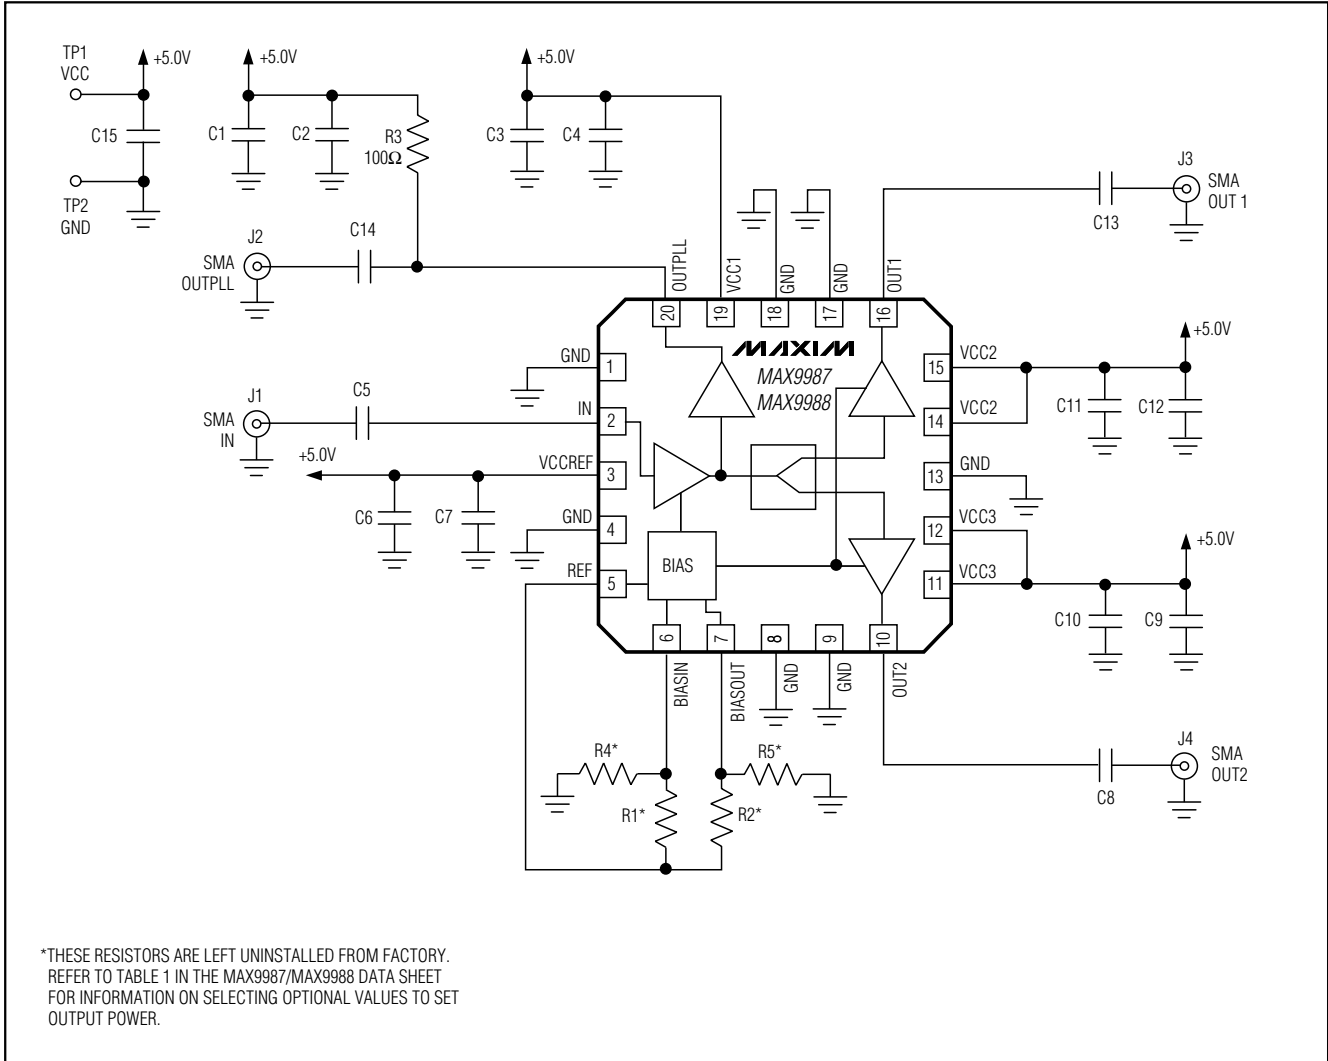 TP1
VCC
+5.0V
+5.0V
+5.0V
C15
C1
C2
R3
100Ω
C3
C4
TP2
GND
J3
SMA
OUT 1
C13
J2
SMA
OUTPLL
C14
OUTPLL
VCC1
GND
GND
OUT1
20
19
18
17
16
MAXIM
MAX9987
MAX9988
GND
1
J1
SMA
IN
C5
IN
2
+5.0V
VCCREF
3
C6
C7
GND
4
REF
5
BIAS
15
VCC2
+5.0V
14
VCC2
C11
C12
13
GND
12
VCC3
+5.0V
11
VCC3
C10
C9
6
7
8
9
10
BIASIN
BIASOUT
GND
GND
OUT2
R4*
R5*
R1*
R2*
J4
SMA
OUT2
C8
*THESE RESISTORS ARE LEFT UNINSTALLED FROM FACTORY.
REFER TO TABLE 1 IN THE MAX9987/MAX9988 DATA SHEET
FOR INFORMATION ON SELECTING OPTIONAL VALUES TO SET
OUTPUT POWER.